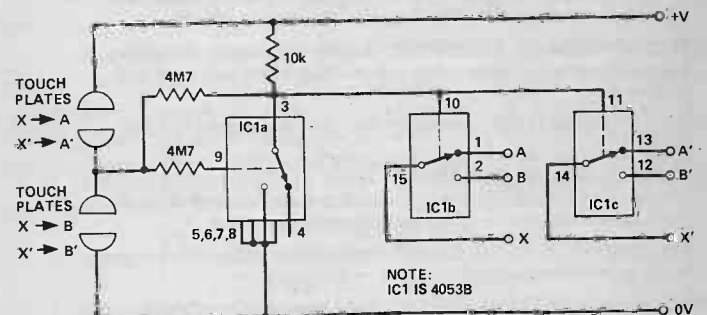 +V
10k
4M7
TOUCH
PLATES
X → A
X' → A'
3
IC1a
4M7
9
10
11
1
A
2
B
15
IC1b
13
A'
12
B'
14
IC1c
TOUCH
PLATES
X → B
X' → B'
5,6,7,8
4
X
X'
NOTE:
IC1 IS 4053B
0V